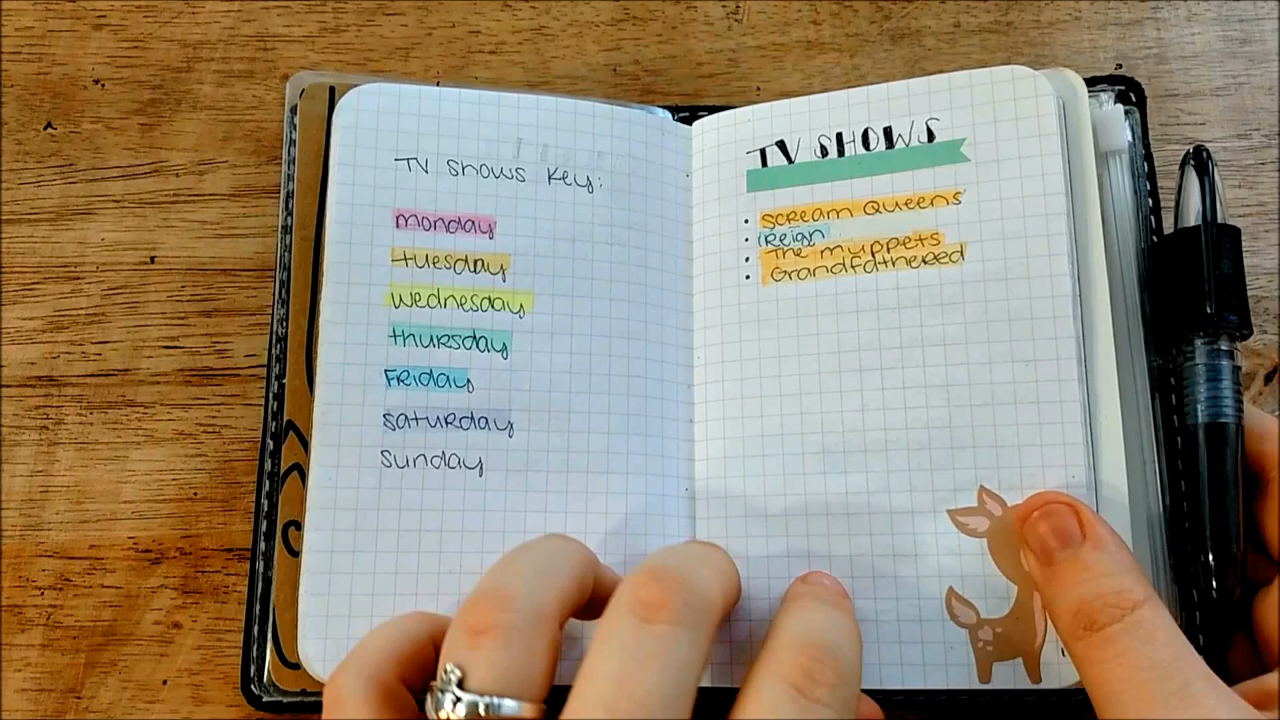 TV shows Key:
monday
tuesday
wednesday
thursday
FRiday
satuRday
sunday
TV SHOWS
• scReam Queens
• Reign
• The muppets
• GRandfatheRed